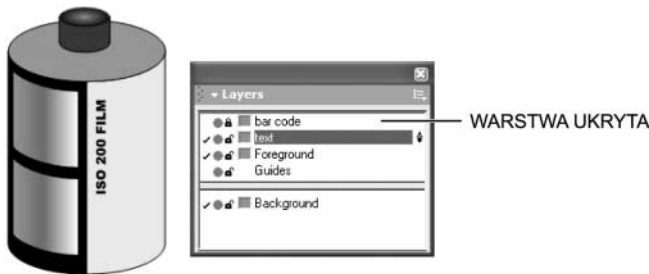 ISO 200 FILM
Layers
bar code
text
Foreground
Guides
Background
WARSTWA UKRYTA